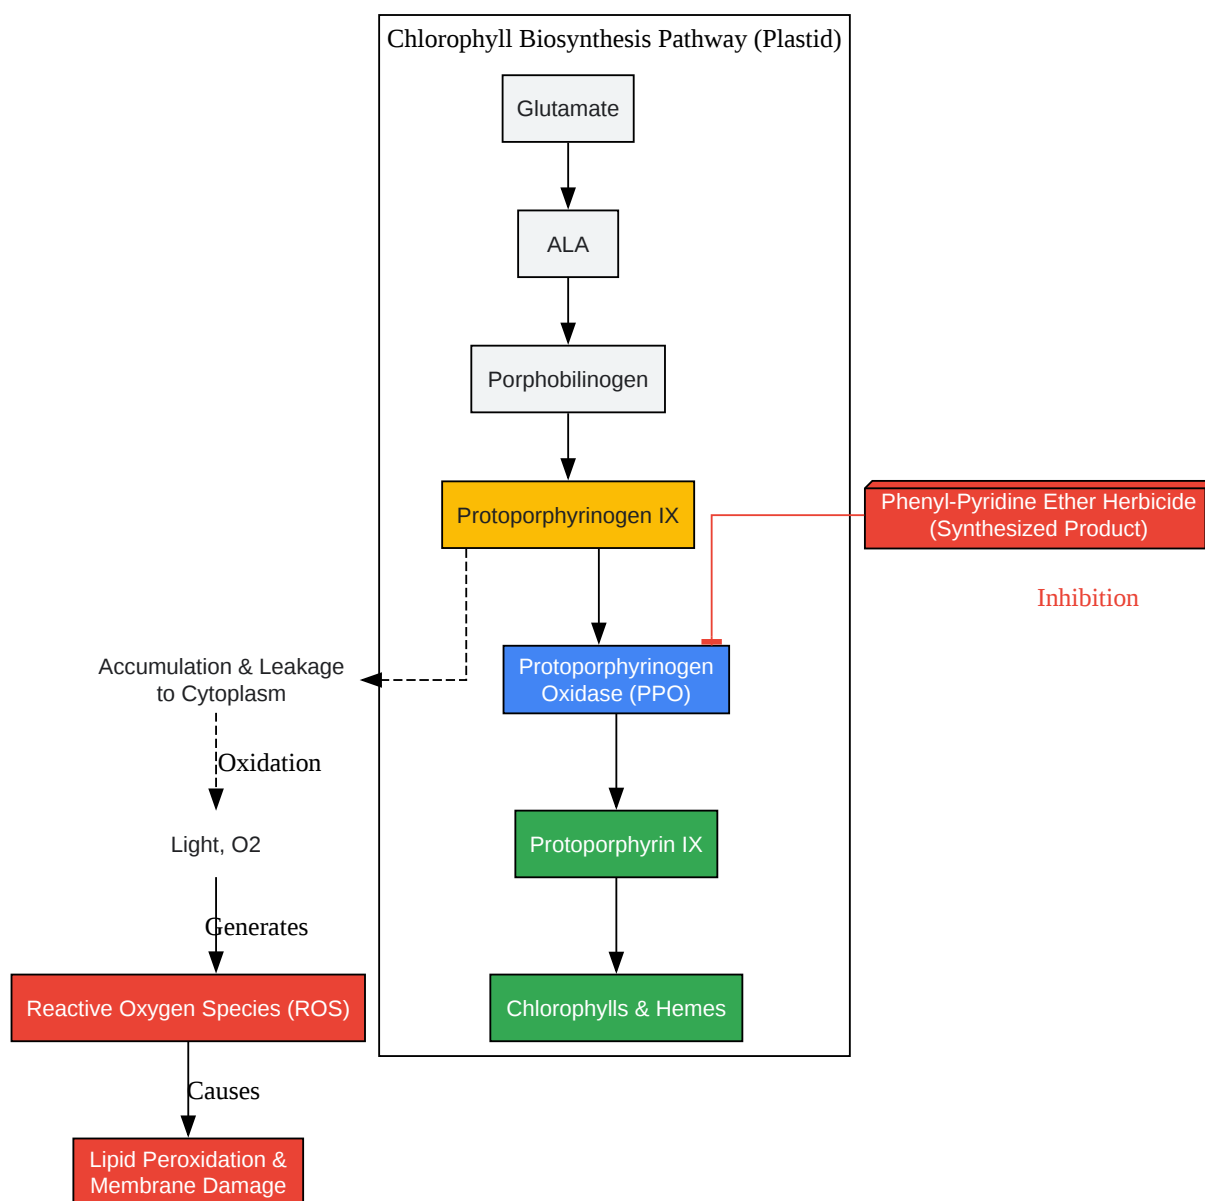 Chlorophyll Biosynthesis Pathway (Plastid)
Glutamate
ALA
Porphobilinogen
Protoporphyrinogen IX
Phenyl-Pyridine Ether Herbicide
(Synthesized Product)
Inhibition
Accumulation & Leakage
to Cytoplasm
Protoporphyrinogen
Oxidase (PPO)
Oxidation
Light, O2
Protoporphyrin IX
Generates
Reactive Oxygen Species (ROS)
Chlorophylls & Hemes
Causes
Lipid Peroxidation &
Membrane Damage